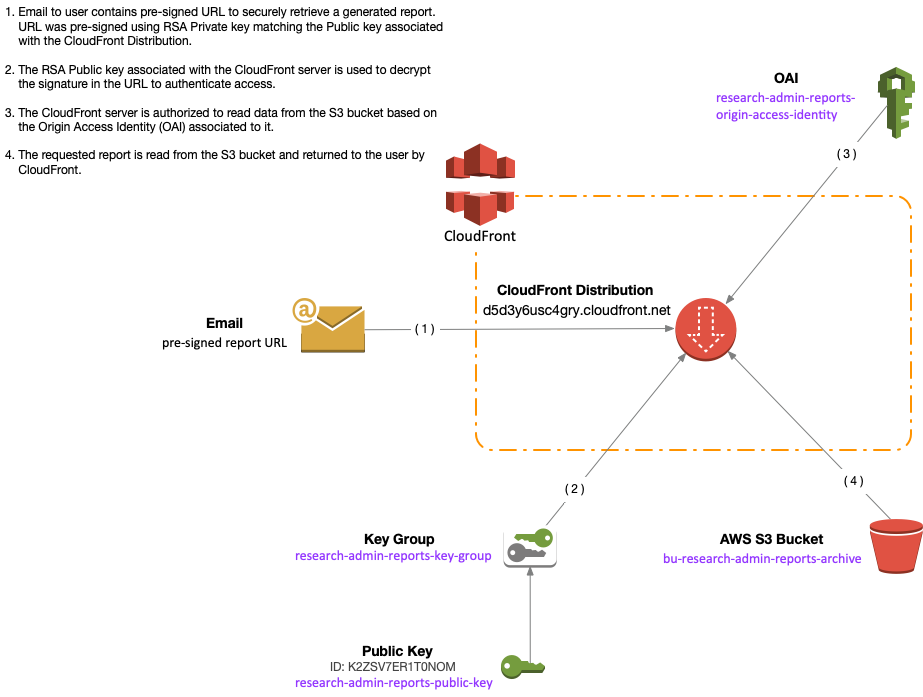 1. Email to user contains pre-signed URL to securely retrieve a generated report.
URL was pre-signed using RSA Private key matching the Public key associated
with the CloudFront Distribution.
2. The RSA Public key associated with the CloudFront server is used to decrypt
the signature in the URL to authenticate access.
3. The CloudFront server is authorized to read data from the S3 bucket based on
the Origin Access Identity (OAI) associated to it.
4. The requested report is read from the S3 bucket and returned to the user by
CloudFront.
OAI
research-admin-reports-
origin-access-identity
(3)
CloudFront
CloudFront Distribution
d5d3y6usc4gry.cloudfront.net
Email
pre-signed report URL
@
(1)
(2)
(4)
Key Group
research-admin-reports-key-group
AWS S3 Bucket
bu-research-admin-reports-archive
Public Key
ID: K2ZSV7ER1T0NOM
research-admin-reports-public-key